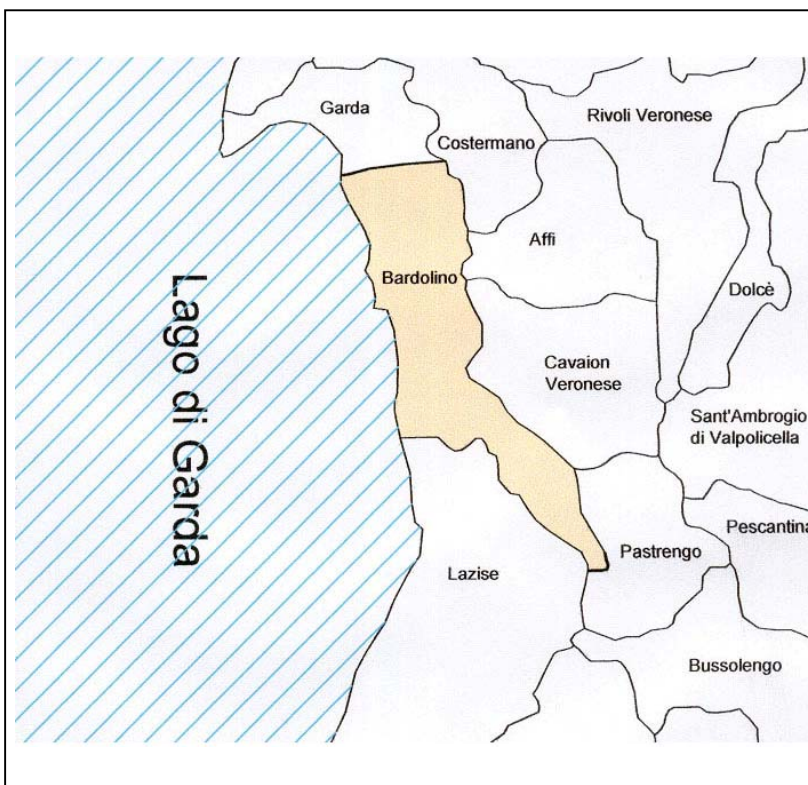 Garda
Rivoli Veronese
Costermano
Affi
Bardolino
Dolcè
Lago di Garda
Cavaion
Veronese
Sant'Ambrogio
di Valpolicella
Pescantina
Pastrengo
Lazise
Bussolengo